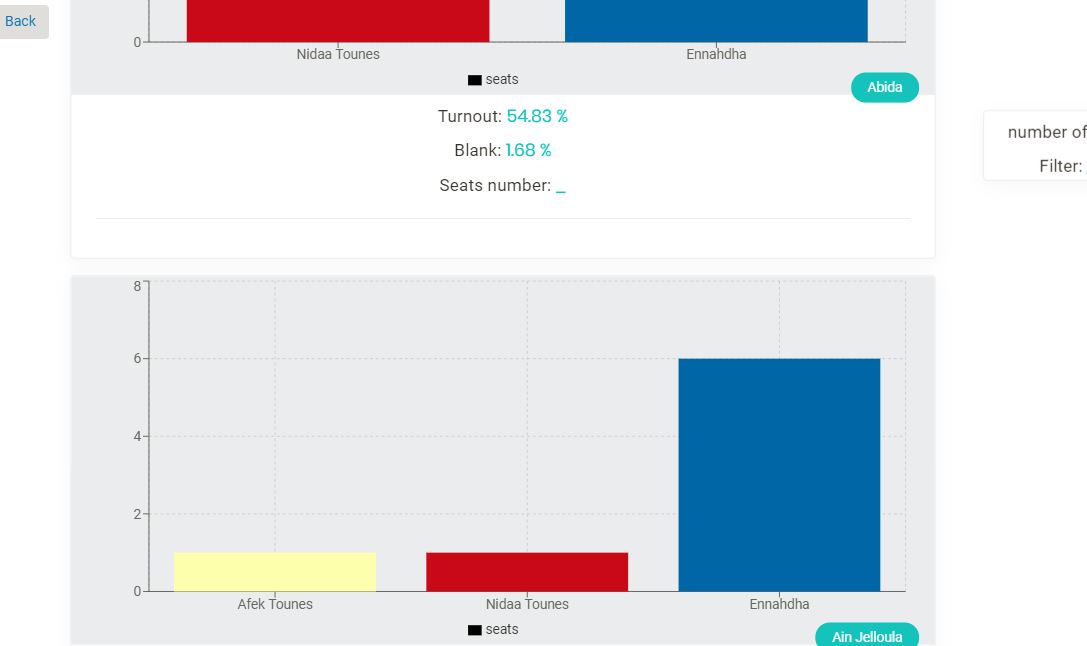 Back
0
Nidaa Tounes
Ennahdha
seats
Abida
Turnout: 54.83 %
Blank: 1.68 %
Seats number: _
number of
Filter:
8
6
4
2
0
Afek Tounes
Nidaa Tounes
Ennahdha
seats
Ain Jelloula